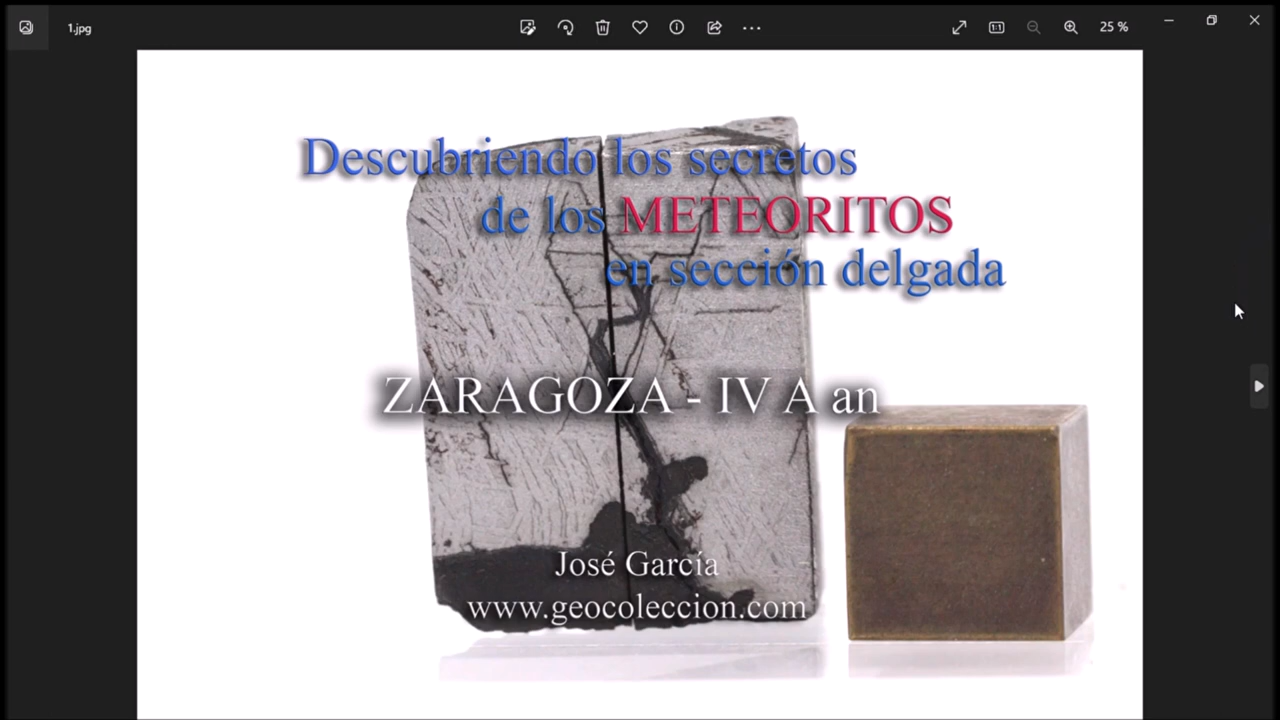 1.jpg
25 %
Descubriendo los secretos
de los METEORITOS
en sección delgada
ZARAGOZA - IV A an
José García
www.geocoleccion.com